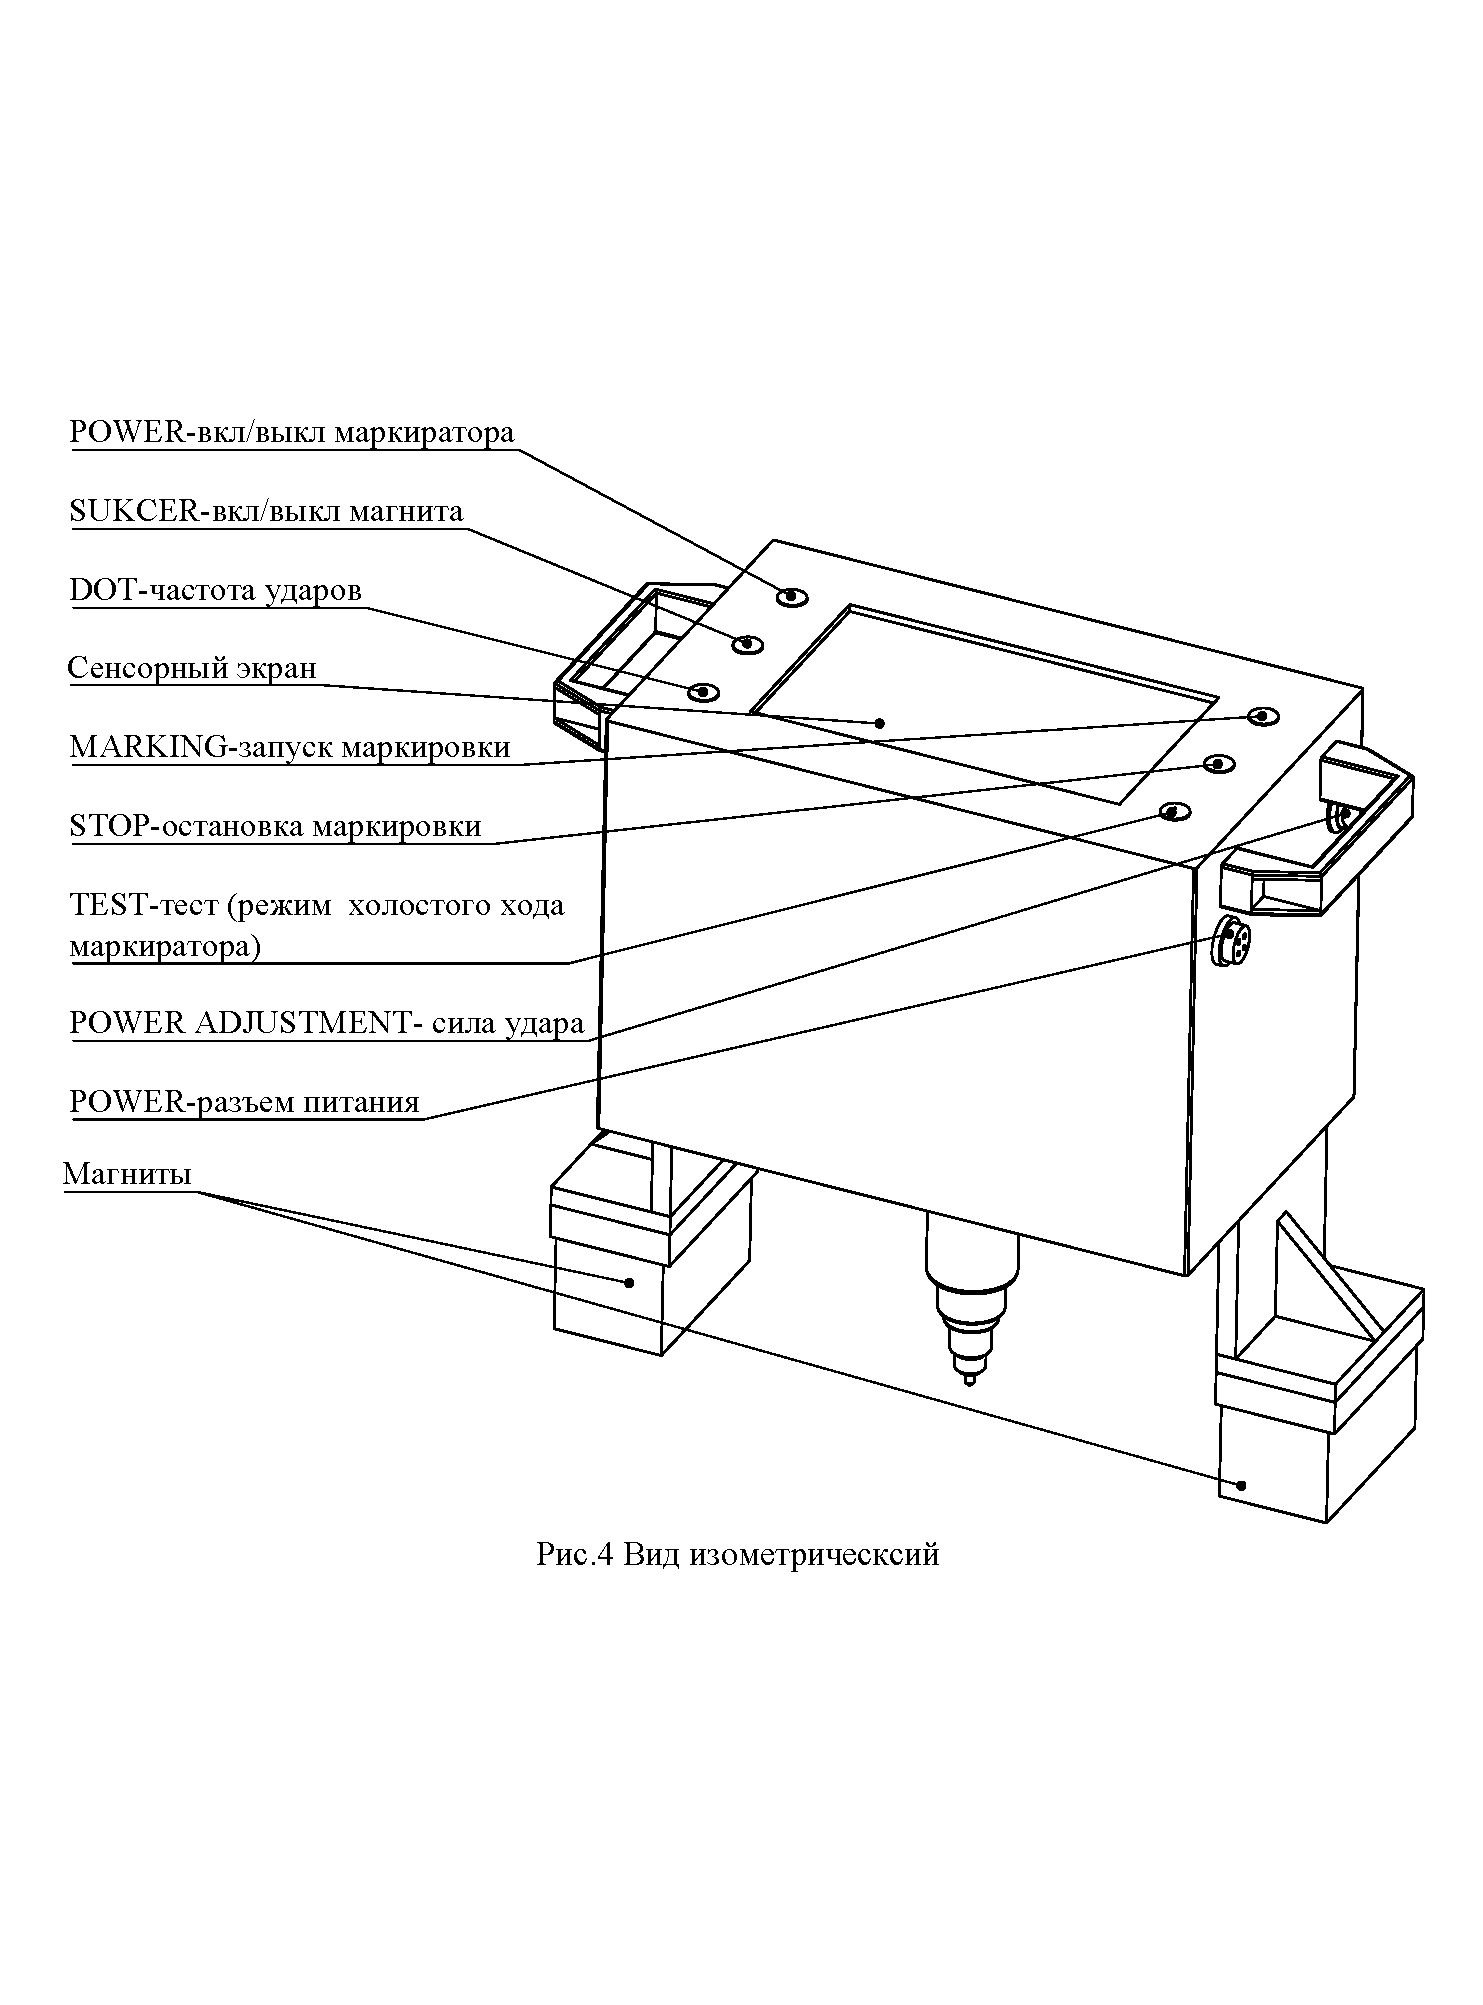 POWER-вкл/выкл маркиратора
SUKCER-вкл/выкл магнита
DOT-частота ударов
Сенсорный экран
MARKING-запуск маркировки
STOP-остановка маркировки
TEST-тест (режим холостого хода
маркиратора)
POWER ADJUSTMENT- сила удара
POWER-разъем питания
Магниты
Рис.4 Вид изометрическсий